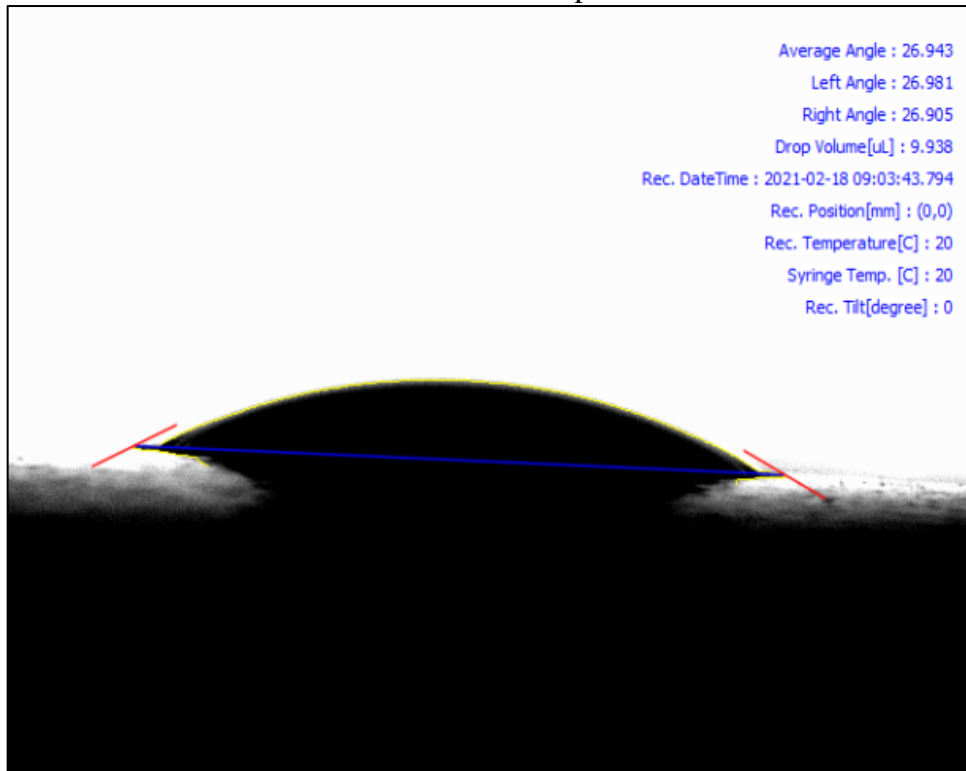 Average Angle : 26.943
Left Angle : 26.981
Right Angle : 26.905
Drop Volume[uL] : 9.938
Rec. DateTime : 2021-02-18 09:03:43.794
Rec. Position[mm] : (0,0)
Rec. Temperature[C] : 20
Syringe Temp. [C] : 20
Rec. Tilt[degree] : 0